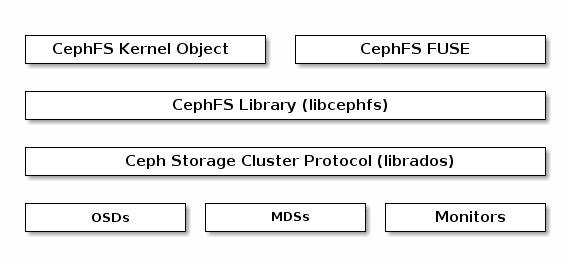 CephFS Kernel Object
CephFS FUSE
CephFS Library (libcephfs)
Ceph Storage Cluster Protocol (librados)
OSDs
MDSs
Monitors